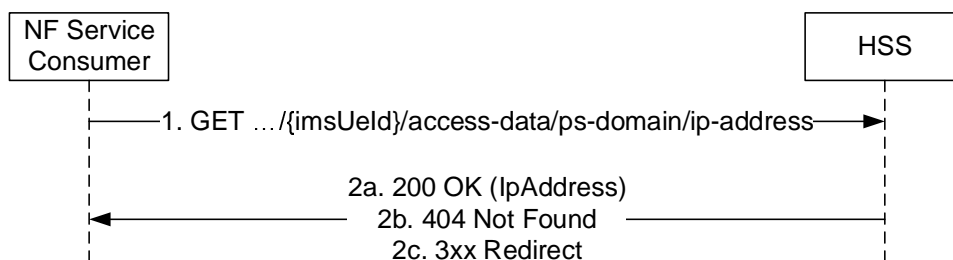 NF Service
Consumer
HSS
1. GET …/{imsUeId}/access-data/ps-domain/ip-address
2a. 200 OK (IpAddress)
2b. 404 Not Found
2c. 3xx Redirect